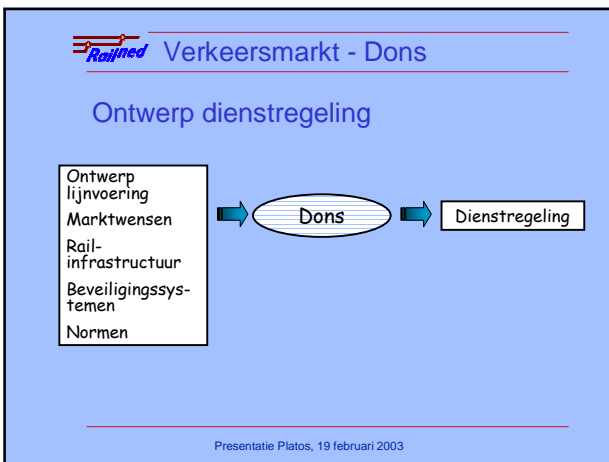 Railned
Verkeersmarkt - Dons
Ontwerp dienstregeling
Ontwerp
lijnvoering
Marktwensen
Rail-
infrastructuur
Beveiligingssys-
temen
Normen
Dons
Dienstregeling
Presentatie Platos, 19 februari 2003